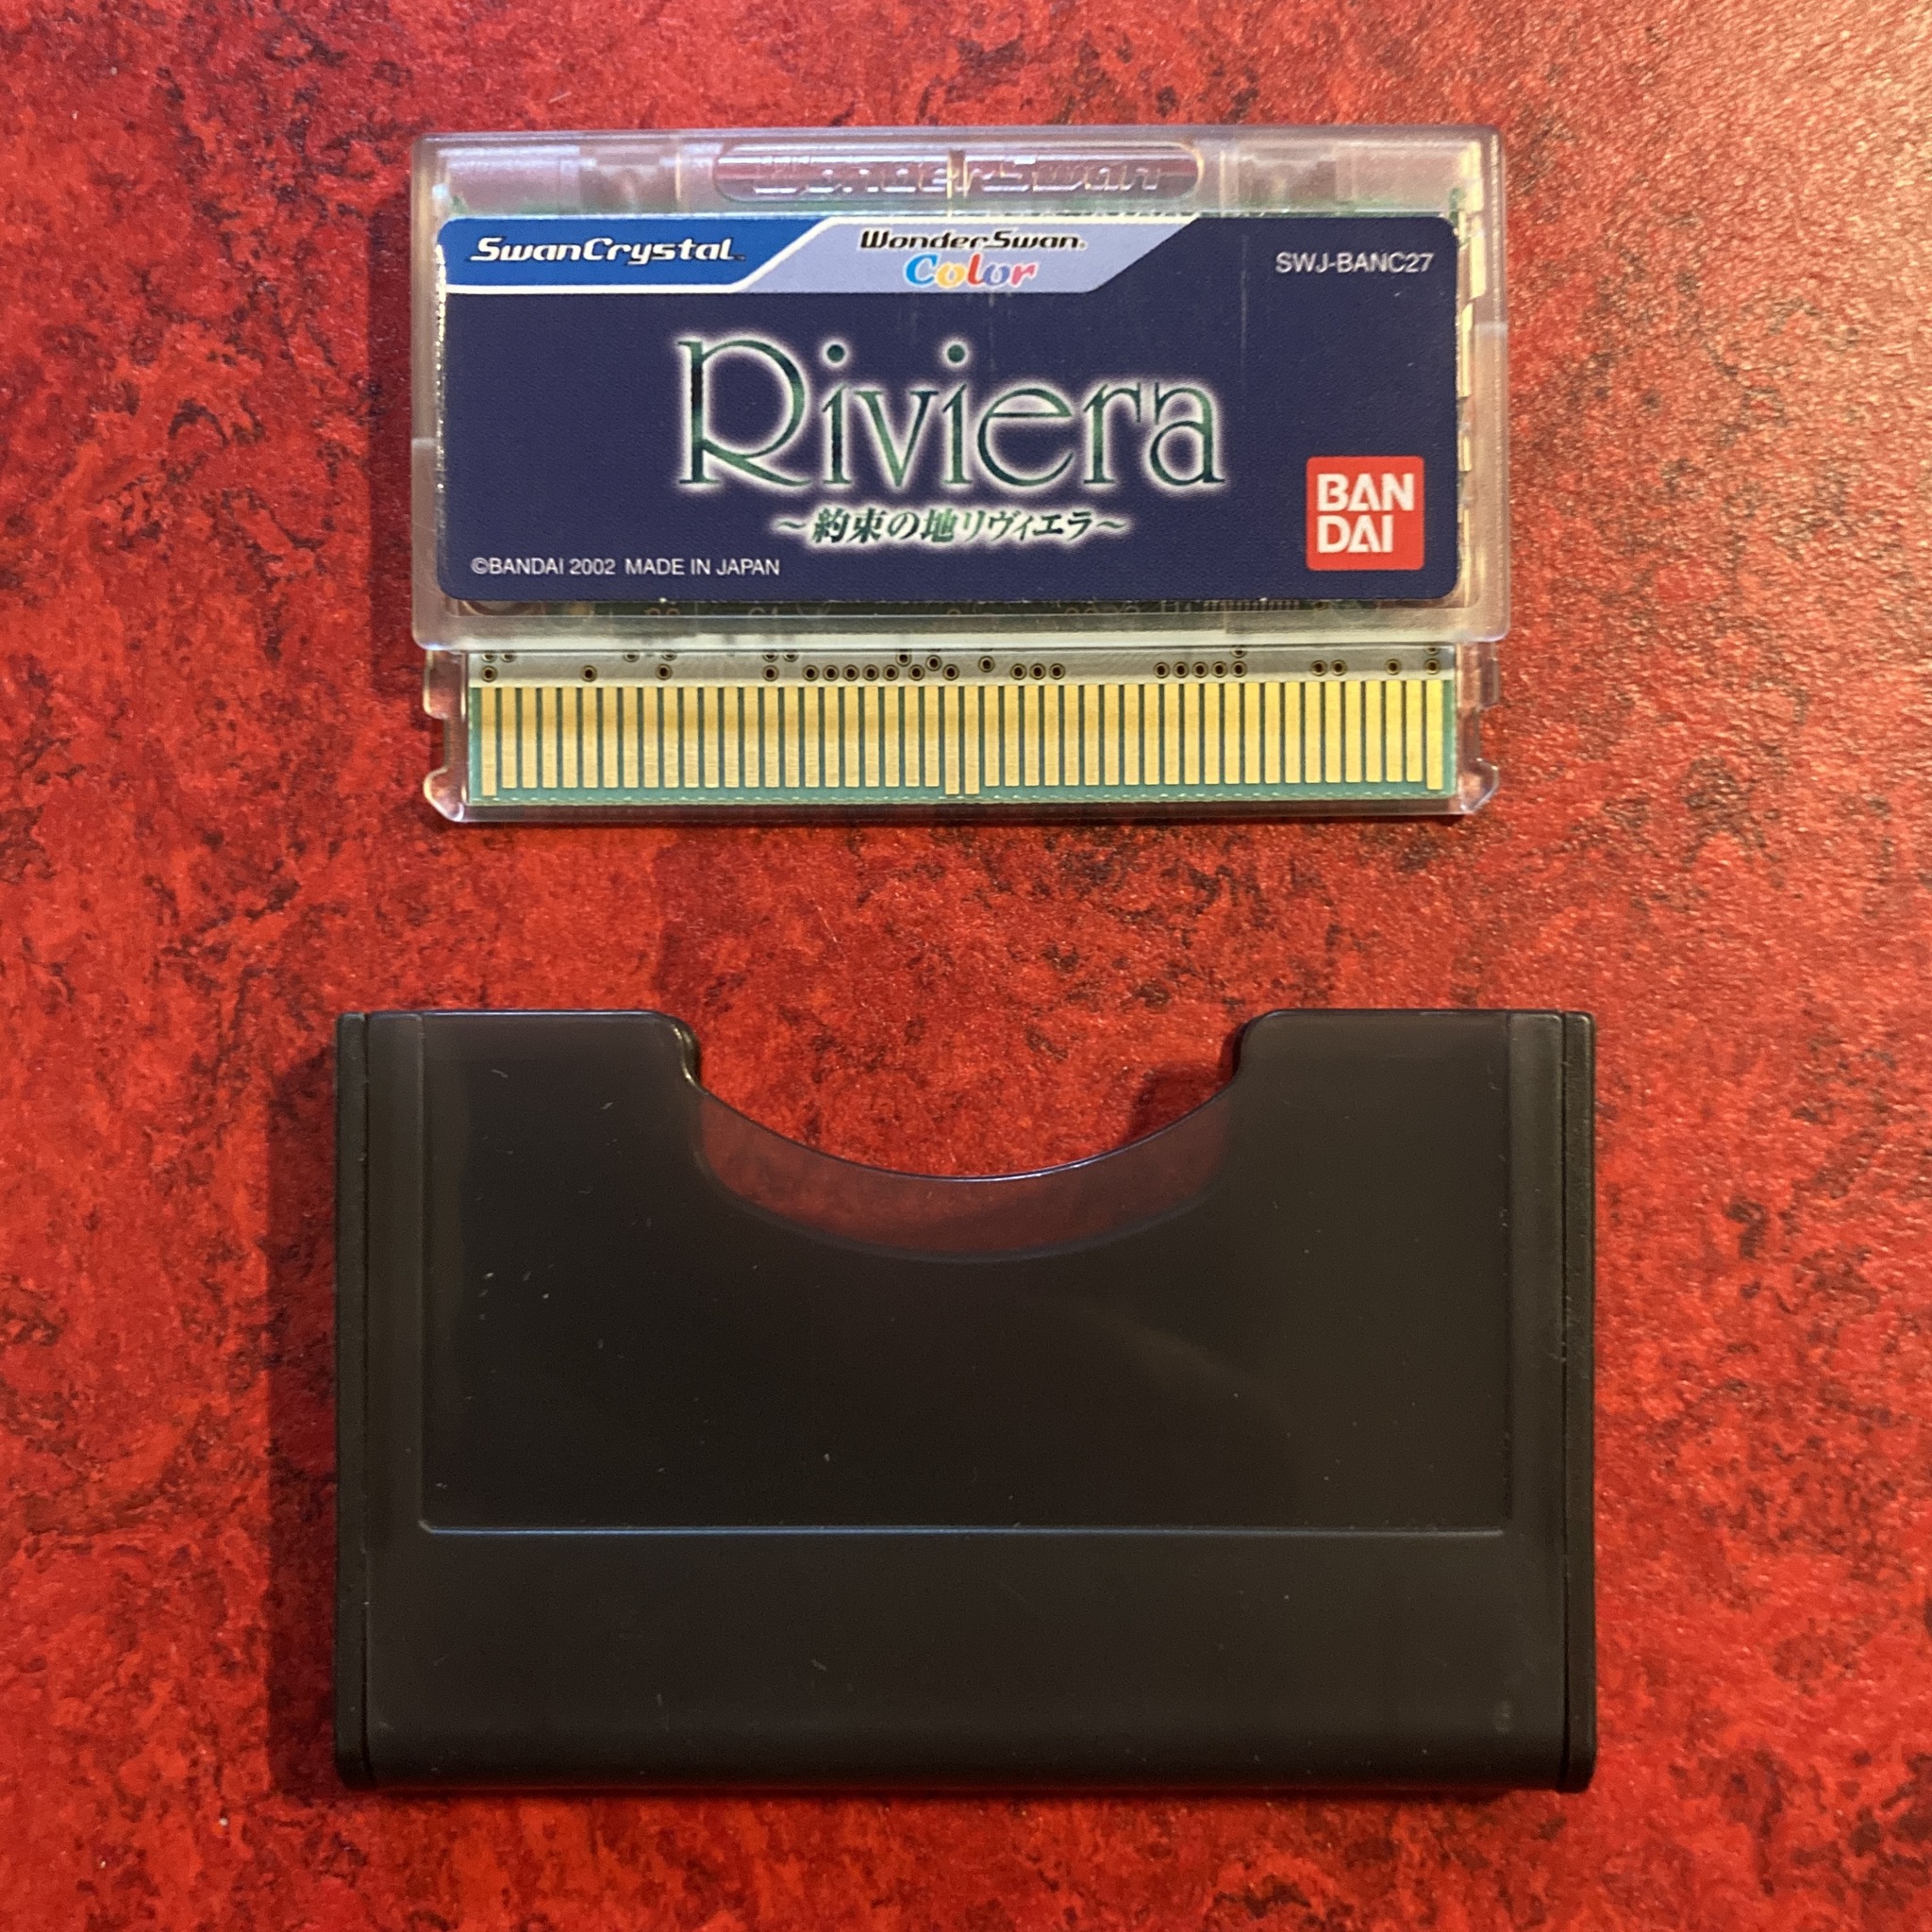 WonderSwan
SwanCrystal™
WonderSwan®
Color
SWJ-BANC27
Riviera
～約束の地リヴィエラ～
BAN
DAI
©BANDAI 2002 MADE IN JAPAN